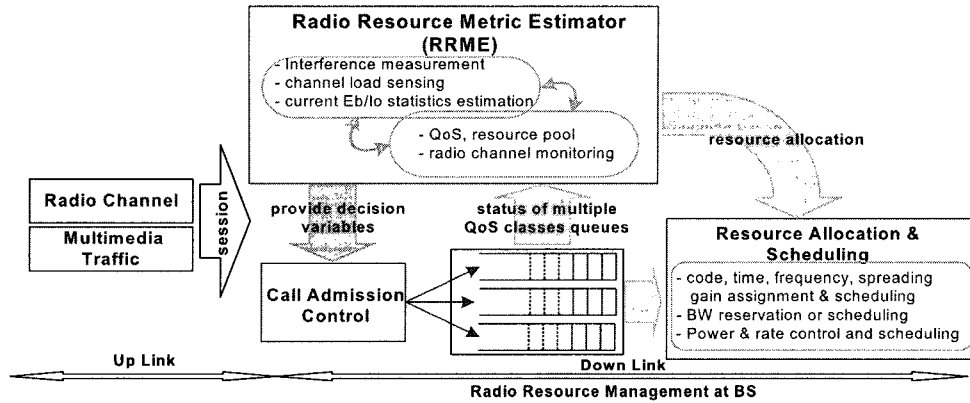 Radio Resource Metric Estimator
(RRME)
- Interference measurement
- channel load sensing
- current Eb/Io statistics estimation
- QoS, resource pool
- radio channel monitoring
resource allocation
Radio Channel
Multimedia
Traffic
session
provide decision
variables
status of multiple
QoS classes queues
Call Admission
Control
Resource Allocation &
Scheduling
- code, time, frequency, spreading
gain assignment & scheduling
- BW reservation or scheduling
- Power & rate control and scheduling
Up Link
Down Link
Radio Resource Management at BS